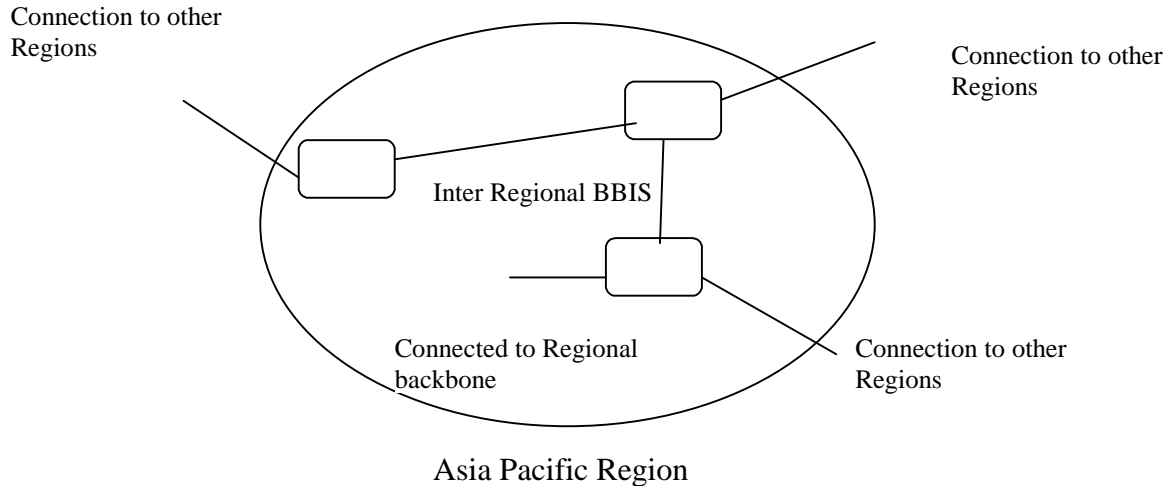 Connection to other
Regions
Connection to other
Regions
Inter Regional BBIS
Connected to Regional
backbone
Connection to other
Regions
Asia Pacific Region